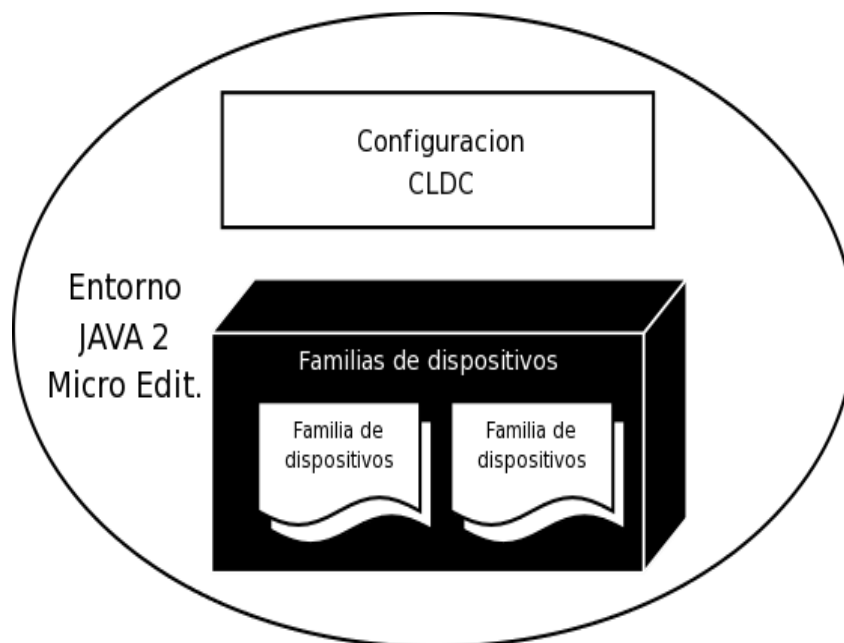 Configuracion
CLDC
Entorno
JAVA 2
Micro Edit.
Familias de dispositivos
Familia de
dispositivos
Familia de
dispositivos